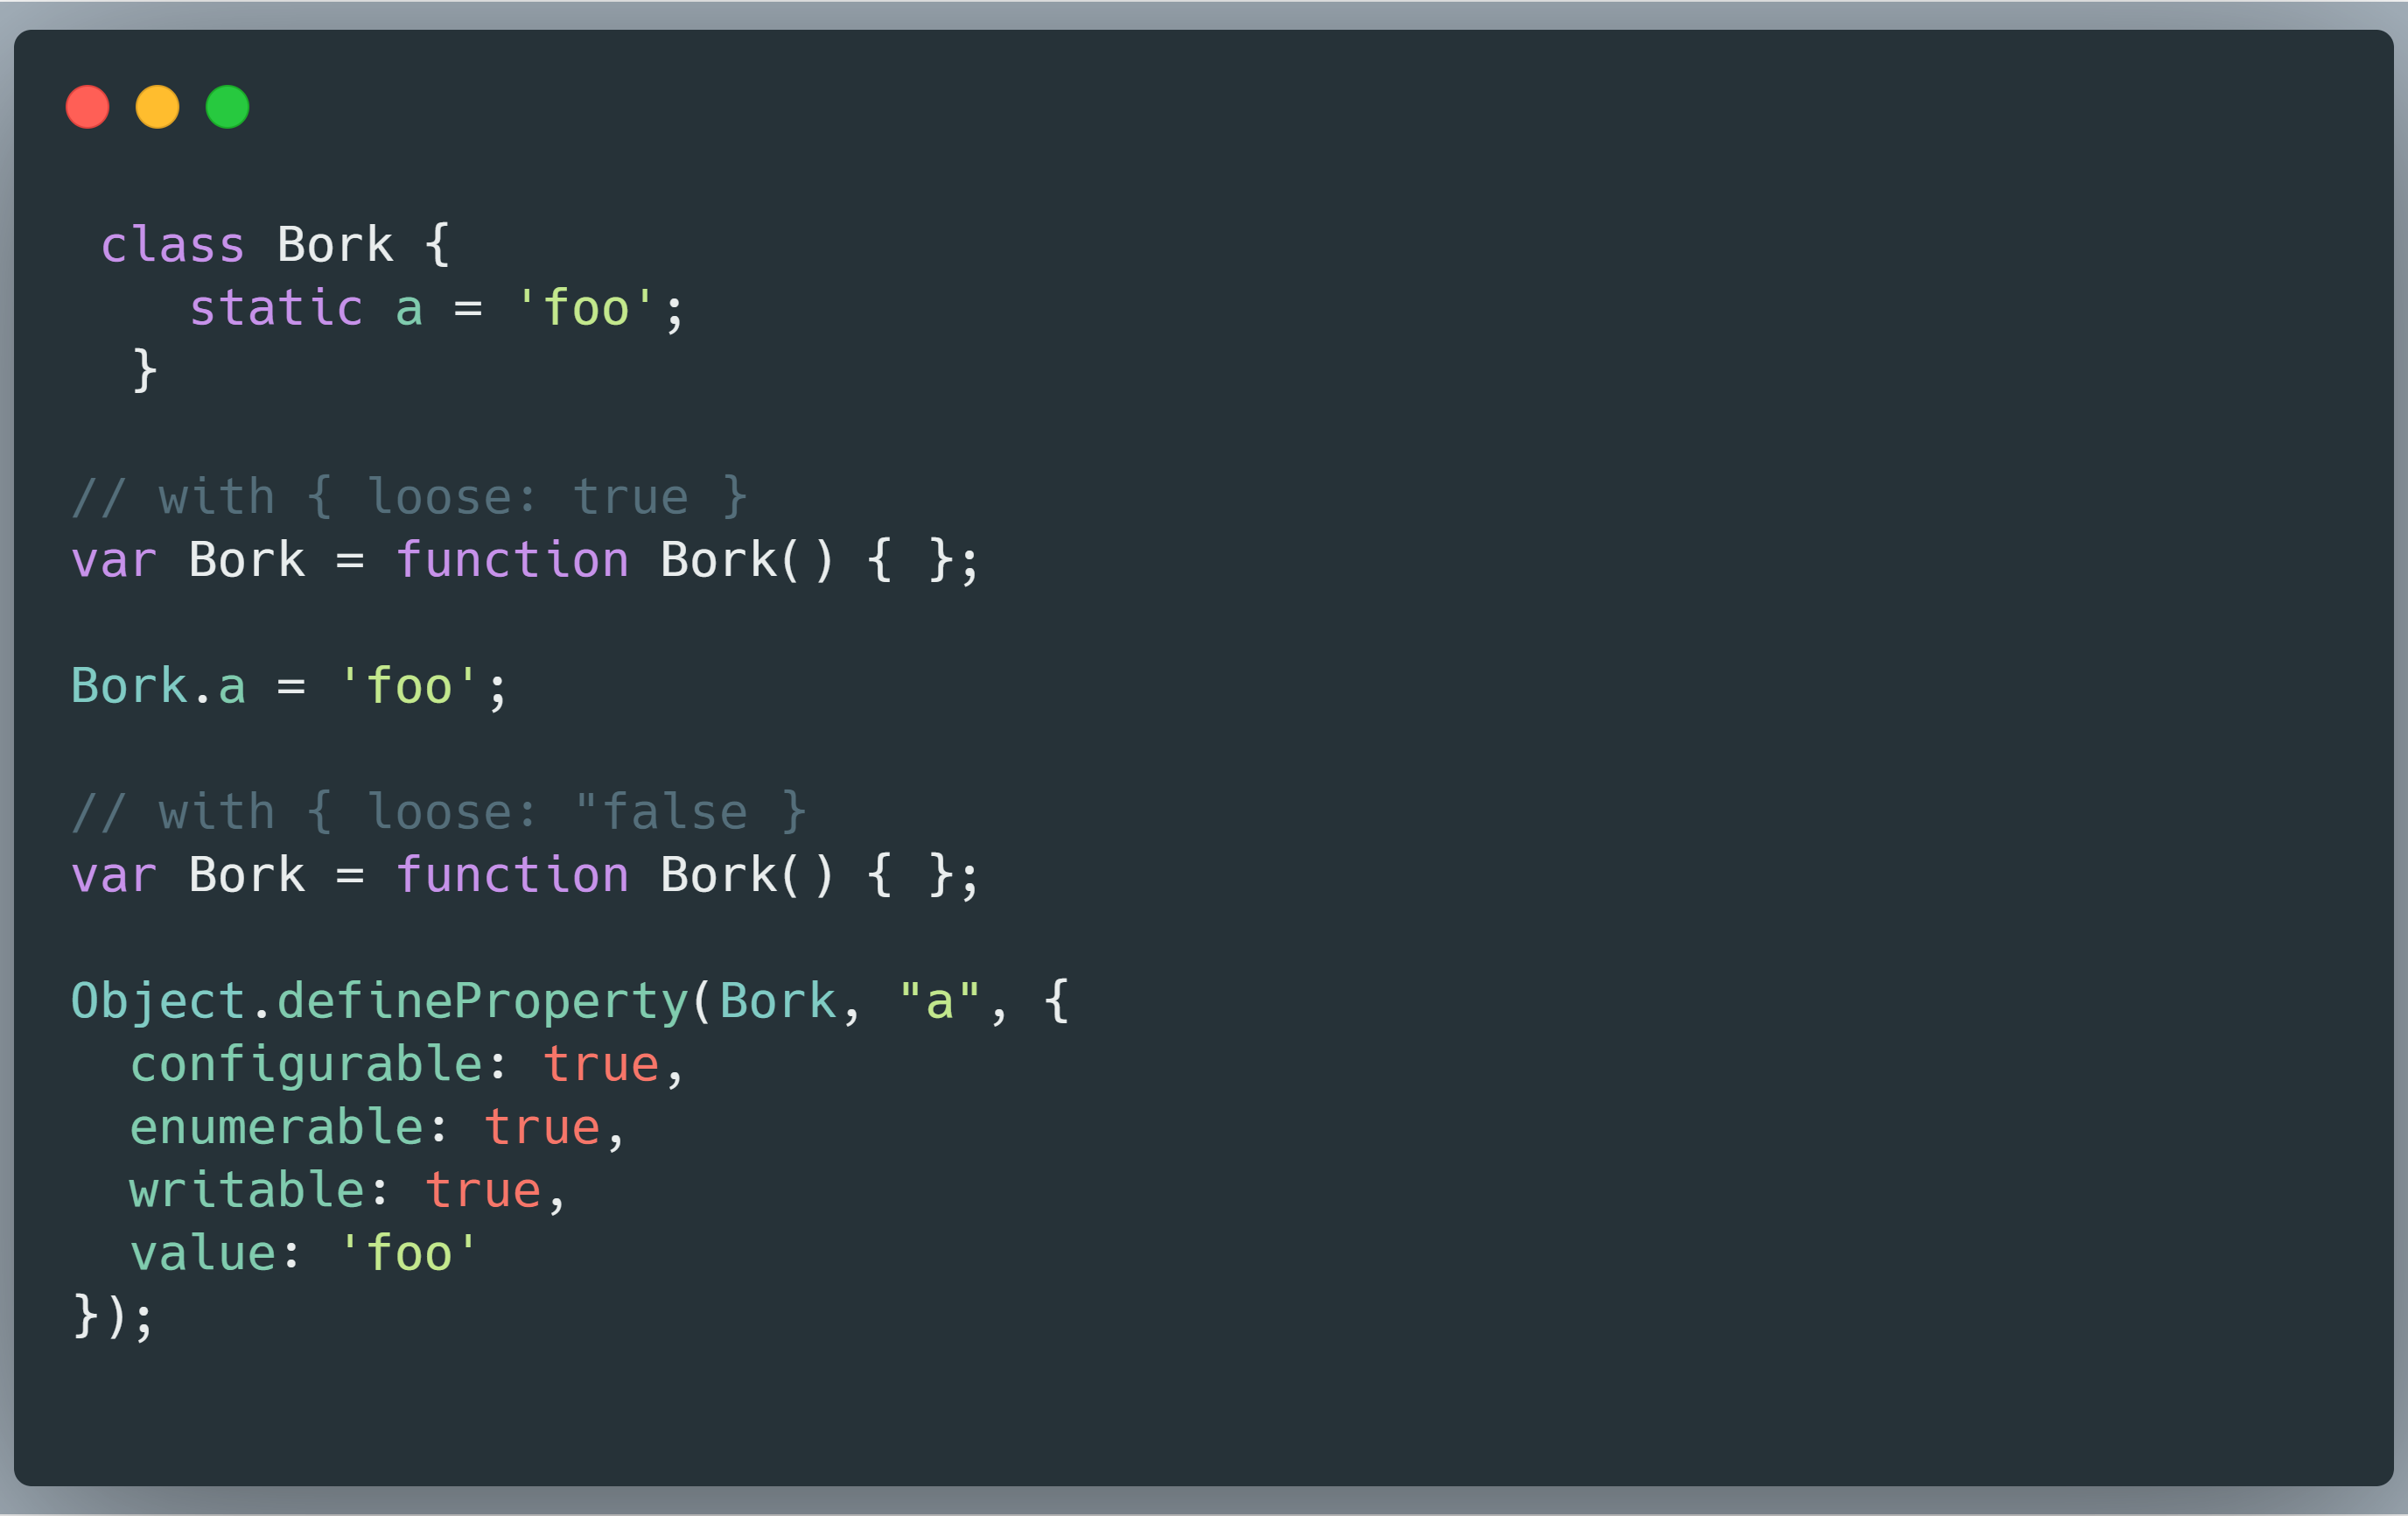 class Bork {
static a = 'foo';
}
// with { loose: true }
var Bork = function Bork() { };
Bork.a = 'foo';
// with { loose: "false }
var Bork = function Bork() { };
Object.defineProperty(Bork, "a", {
configurable: true,
enumerable: true,
writable: true,
value: 'foo'
});